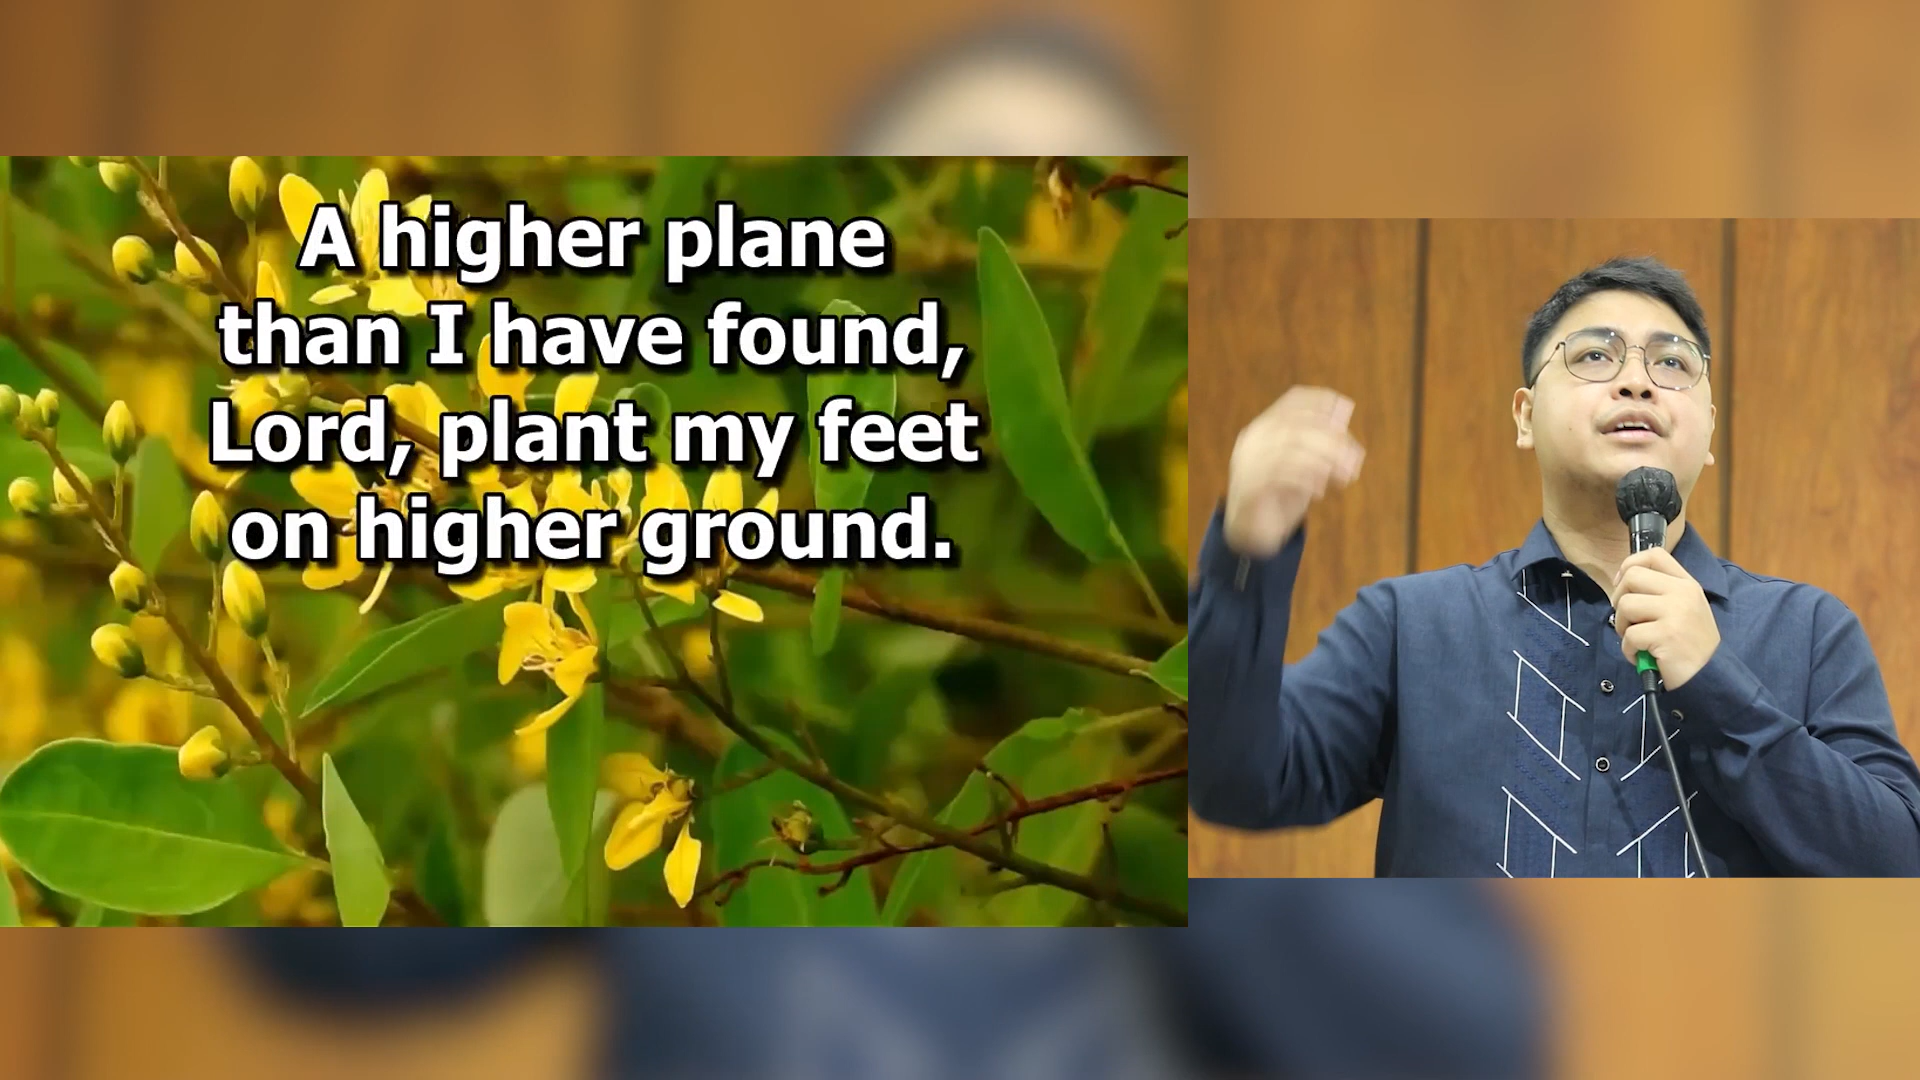 A higher plane
than I have found,
Lord, plant my feet
on higher ground.